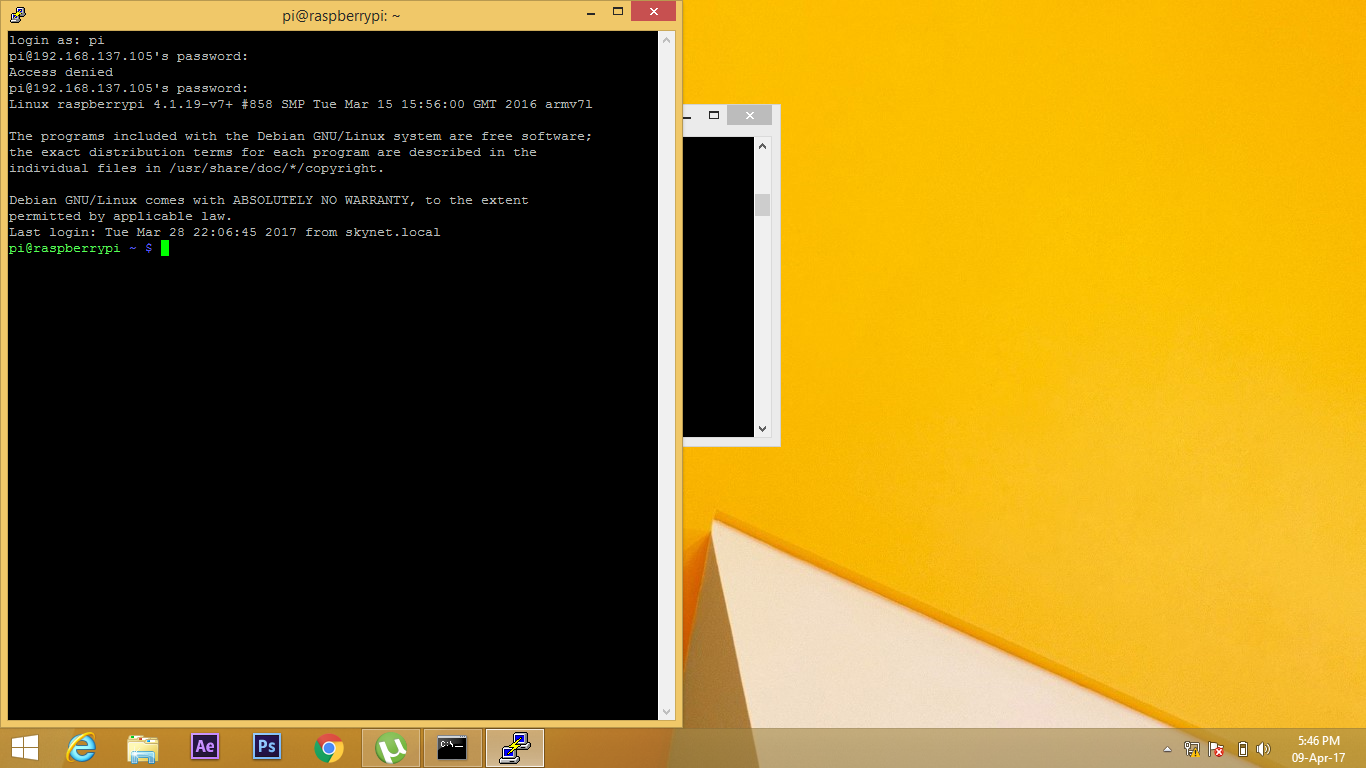 pi@raspberrypi: ~
login as: pi
pi@192.168.137.105's password:
Access denied
pi@192.168.137.105's password:
Linux raspberrypi 4.1.19-v7+ #858 SMP Tue Mar 15 15:56:00 GMT 2016 armv7l
The programs included with the Debian GNU/Linux system are free software;
the exact distribution terms for each program are described in the
individual files in /usr/share/doc/*/copyright.
Debian GNU/Linux comes with ABSOLUTELY NO WARRANTY, to the extent
permitted by applicable law.
Last login: Tue Mar 28 22:06:45 2017 from skynet.local
pi@raspberrypi ~ $
Ae
Ps
C:\
5:46 PM
09-Apr-17